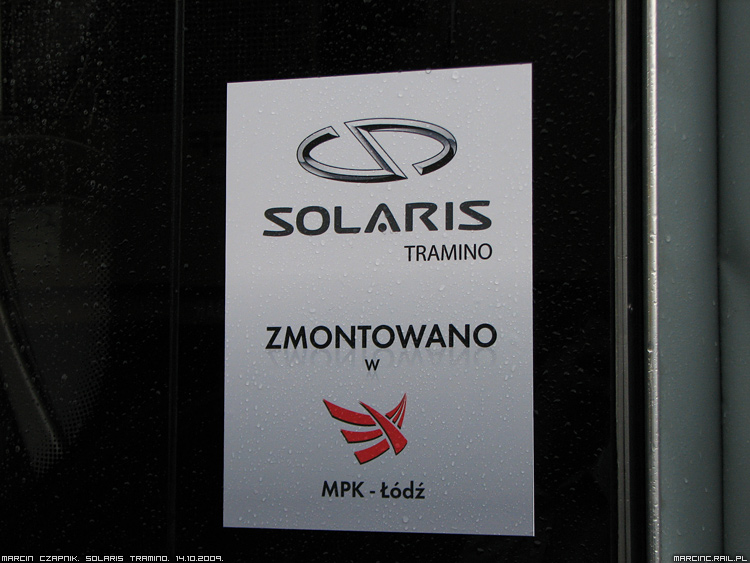 SOLARIS
TRAMINO
ZMONTOWANO
W
MPK - Łódź
MARCIN CZAPNIK. SOLARIS TRAMINO. 14.10.2009.
MARCINC.RAIL.PL